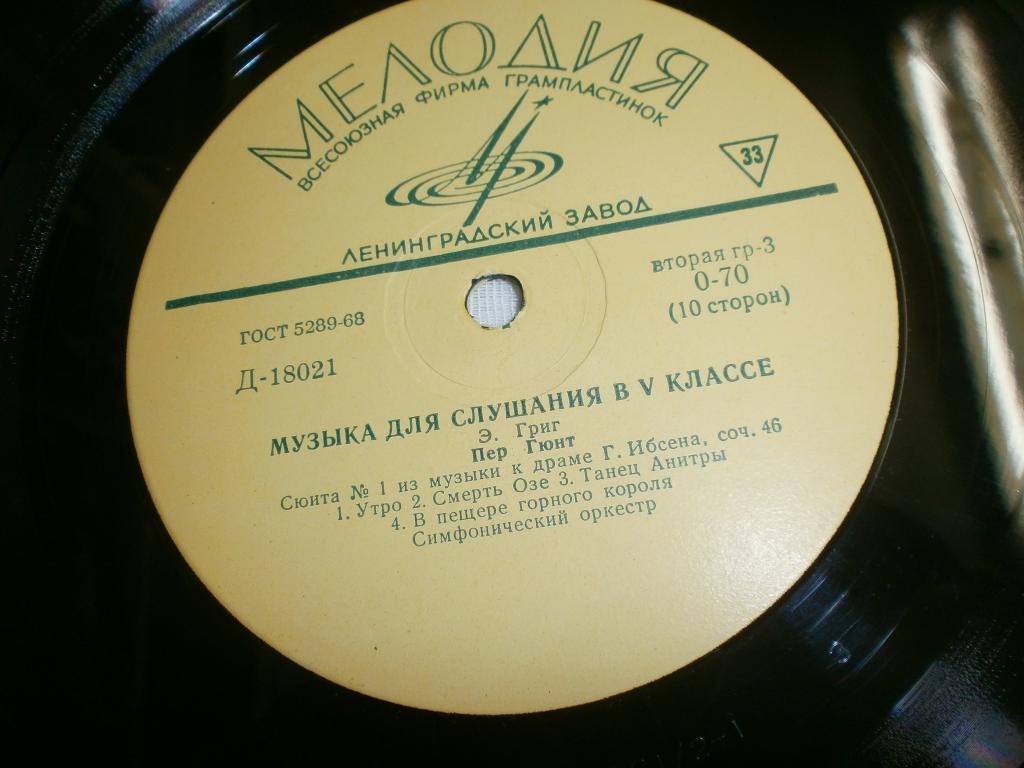 МЕЛОДИЯ
ВСЕСОЮЗНАЯ ФИРМА ГРАМПЛАСТИНОК
33
ЛЕНИНГРАДСКИЙ ЗАВОД
вторая гр-3
0-70
(10 сторон)
ГОСТ 5289-68
Д-18021
МУЗЫКА ДЛЯ СЛУШАНИЯ В V КЛАССЕ
Э. Григ
Пер Гюнт
Сюита № 1 из музыки к драме Г. Ибсена, соч. 46
1. Утро 2. Смерть Озе 3. Танец Анитры
4. В пещере горного короля
Симфонический оркестр